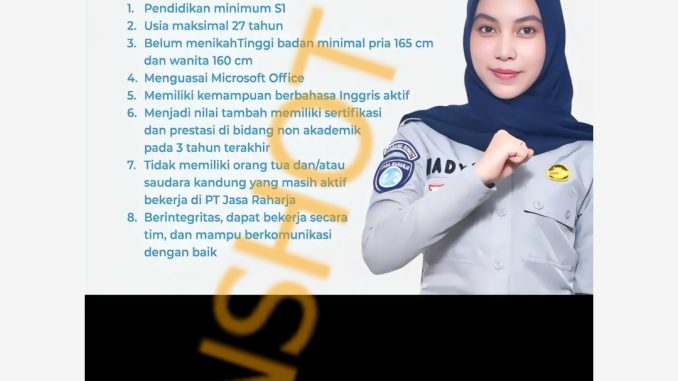 1. Pendidikan minimum S1
2. Usia maksimal 27 tahun
3. Belum menikahTinggi badan minimal pria 165 cm
dan wanita 160 cm
4. Menguasai Microsoft Office
5. Memiliki kemampuan berbahasa Inggris aktif
6. Menjadi nilai tambah memiliki sertifikasi
dan prestasi di bidang non akademik
pada 3 tahun terakhir
7. Tidak memiliki orang tua dan/atau
saudara kandung yang masih aktif
bekerja di PT Jasa Raharja
8. Berintegritas, dapat bekerja secara
tim, dan mampu berkomunikasi
dengan baik
NSHOT